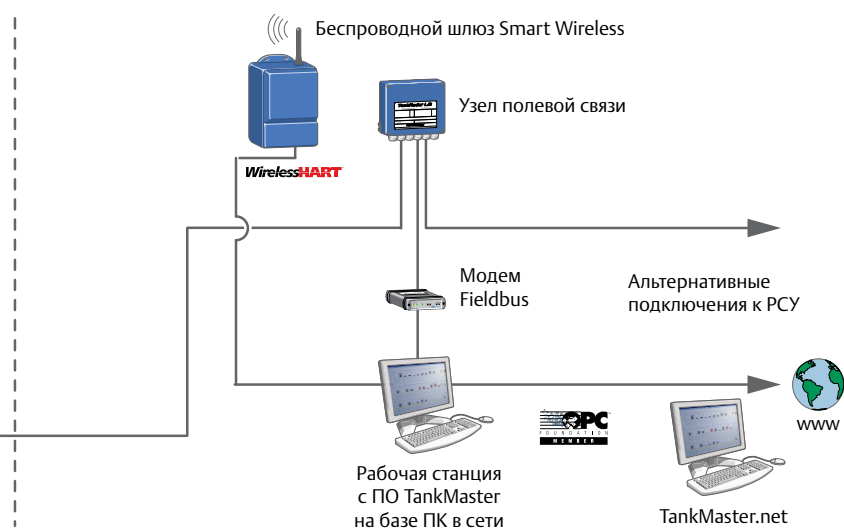 Беспроводной шлюз Smart Wireless
Узел полевой связи
WirelessHART
Модем
Fieldbus
Альтернативные
подключения к РСУ
OPC
FOUNDATION
MEMBER
www
Рабочая станция
с ПО TankMaster
на базе ПК в сети
TankMaster.net